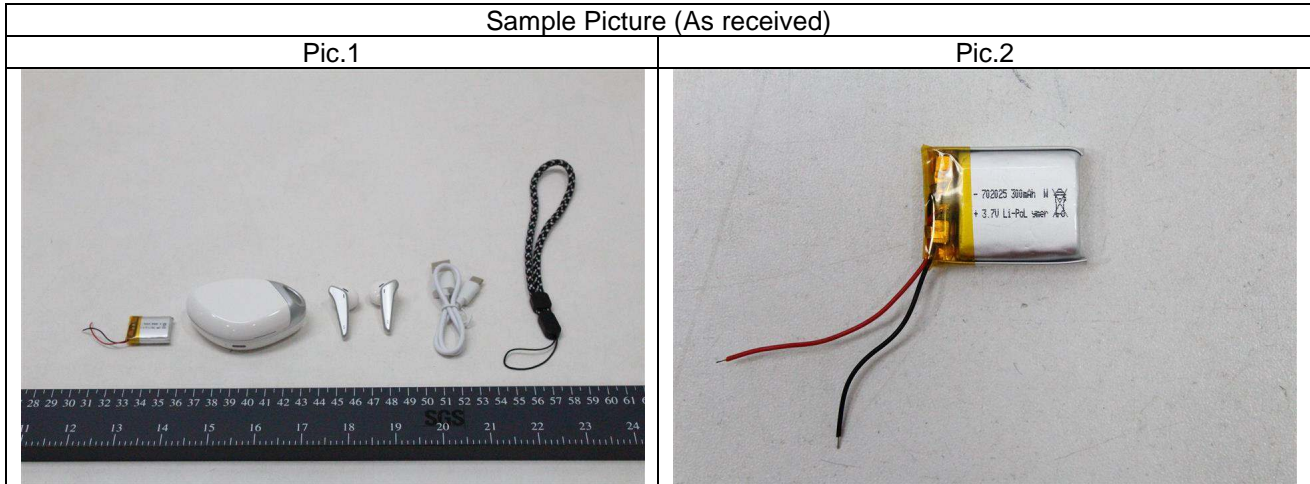 Sample Picture (As received)
Pic.1
Pic.2
- 702025 300mAh W
+ 3.7V Li-PoL ymer
28 29 30 31 32 33 34 35 36 37 38 39 40 41 42 43 44 45 46 47 48 49 50 51 52 53 54 55 56 57 58 59 60 61
SGS
12 13 14 15 16 17 18 19 20 21 22 23 24